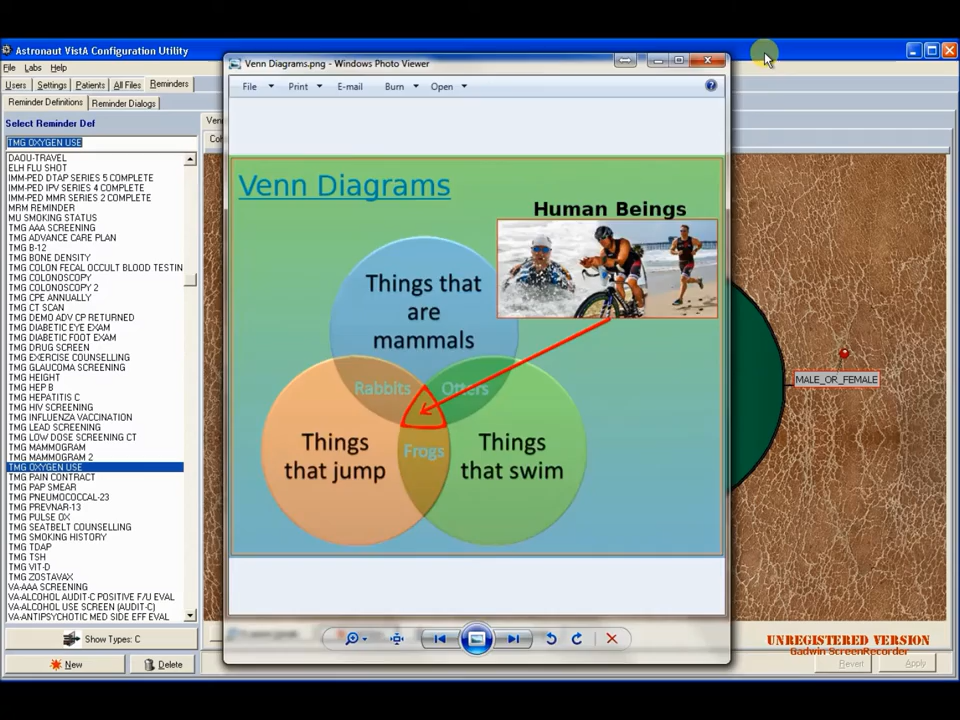 Astronaut VistA Configuration Utility
File Labs Help
Users Settings Patients All Files Reminders
Reminder Definitions Reminder Dialogs
Select Reminder Def
TMG OXYGEN USE
DAOU-TRAVEL
ELH FLU SHOT
IMM-PED DTAP SERIES 5 COMPLETE
IMM-PED IPV SERIES 4 COMPLETE
IMM-PED MMR SERIES 2 COMPLETE
MRM REMINDER
MU SMOKING STATUS
TMG AAA SCREENING
TMG ADVANCE CARE PLAN
TMG B-12
TMG BONE DENSITY
TMG COLON FECAL OCCULT BLOOD TESTIN
TMG COLONOSCOPY
TMG COLONOSCOPY 2
TMG CPE ANNUALLY
TMG CT SCAN
TMG DEMO ADV CP RETURNED
TMG DIABETIC EYE EXAM
TMG DIABETIC FOOT EXAM
TMG DRUG SCREEN
TMG EXERCISE COUNSELLING
TMG GLAUCOMA SCREENING
TMG HEIGHT
TMG HEP B
TMG HEPATITIS C
TMG HIV SCREENING
TMG INFLUENZA VACCINATION
TMG LEAD SCREENING
TMG LOW DOSE SCREENING CT
TMG MAMMOGRAM
TMG MAMMOGRAM 2
TMG OXYGEN USE
TMG PAIN CONTRACT
TMG PAP SMEAR
TMG PNEUMOCOCCAL-23
TMG PREVNAR-13
TMG PULSE OX
TMG SEATBELT COUNSELLING
TMG SMOKING HISTORY
TMG TDAP
TMG TSH
TMG VIT-D
TMG ZOSTAVAX
VA-AAA SCREENING
VA-ALCOHOL AUDIT-C POSITIVE F/U EVAL
VA-ALCOHOL USE SCREEN (AUDIT-C)
VA-ANTIPSYCHOTIC MED SIDE EFF EVAL
Show Types: C
New Delete
Venn Diagrams.png - Windows Photo Viewer
File Print E-mail Burn Open
Venn Diagrams
Human Beings
Things that
are
mammals
Rabbits Otters
Things
that jump
Frogs
Things
that swim
MALE_OR_FEMALE
UNREGISTERED VERSION
Gadwin ScreenRecorder
Revert Apply